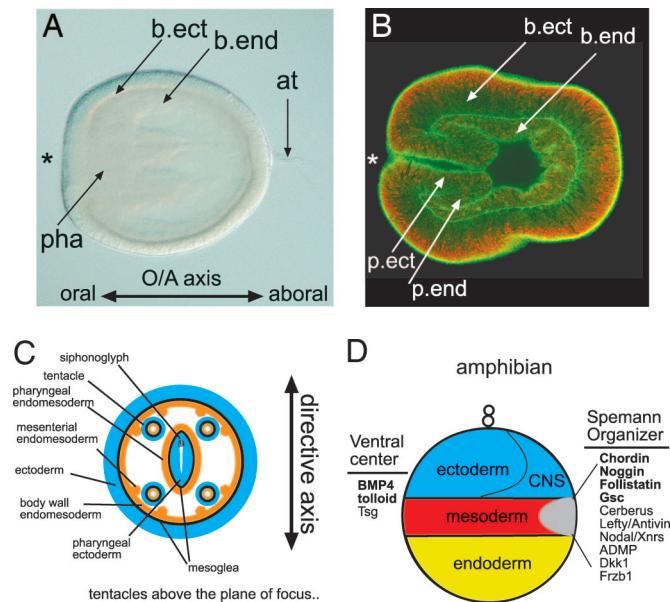 A
b.ect
b.end
at
*
pha
O/A axis
oral
aboral
B
b.ect
b.end
*
p.ect
p.end
C
siphonoglyph
tentacle
pharyngeal
endomesoderm
mesenterial
endomesoderm
ectoderm
body wall
endomesoderm
pharyngeal
ectoderm
mesoglea
directive axis
tentacles above the plane of focus..
D
amphibian
Ventral
center
BMP4
tolloid
Tsg
ectoderm
CNS
mesoderm
endoderm
Spemann
Organizer
Chordin
Noggin
Follistatin
Gsc
Cerberus
Lefty/Antivin
Nodal/Xnrs
ADMP
Dkk1
Frzb1